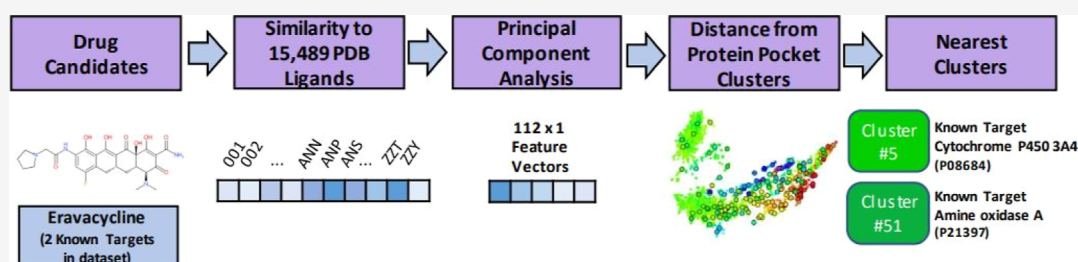 Drug
Candidates
Similarity to
15,489 PDB
Ligands
Principal
Component
Analysis
Distance from
Protein Pocket
Clusters
Nearest
Clusters
001 002 ... ANN ANP ANS .... ZZT ZZY
112 x 1
Feature
Vectors
Cluster
#5
Known Target
Cytochrome P450 3A4
(P08684)
Cluster
#51
Known Target
Amine oxidase A
(P21397)
Eravacycline
(2 Known Targets
in dataset)